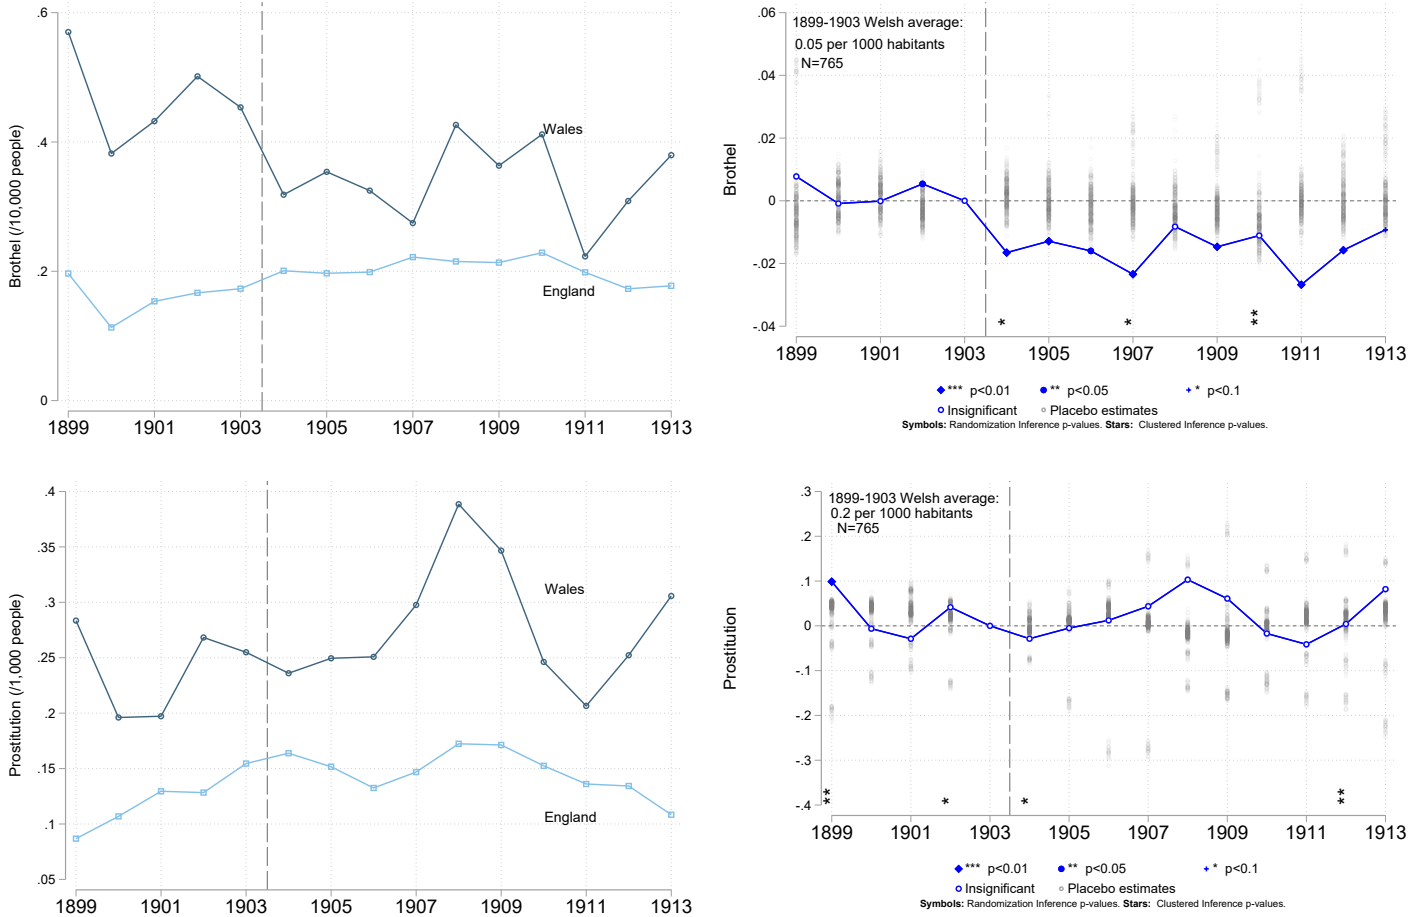 .6
.4
.2
0
Brothel (/10,000 people)
Wales
England
1899 1901 1903 1905 1907 1909 1911 1913
1899-1903 Welsh average:
0.05 per 1000 habitants
N=765
.06
.04
.02
0
-.02
-.04
Brothel
* * **
1899 1901 1903 1905 1907 1909 1911 1913
*** p<0.01 ** p<0.05 * p<0.1
Insignificant Placebo estimates
Symbols: Randomization Inference p-values. Stars: Clustered Inference p-values.
.4
.35
.3
.25
.2
.15
.1
.05
Prostitution (/1,000 people)
Wales
England
1899 1901 1903 1905 1907 1909 1911 1913
1899-1903 Welsh average:
0.2 per 1000 habitants
N=765
.3
.2
.1
0
-.1
-.2
-.3
-.4
Prostitution
** * * **
1899 1901 1903 1905 1907 1909 1911 1913
*** p<0.01 ** p<0.05 * p<0.1
Insignificant Placebo estimates
Symbols: Randomization Inference p-values. Stars: Clustered Inference p-values.